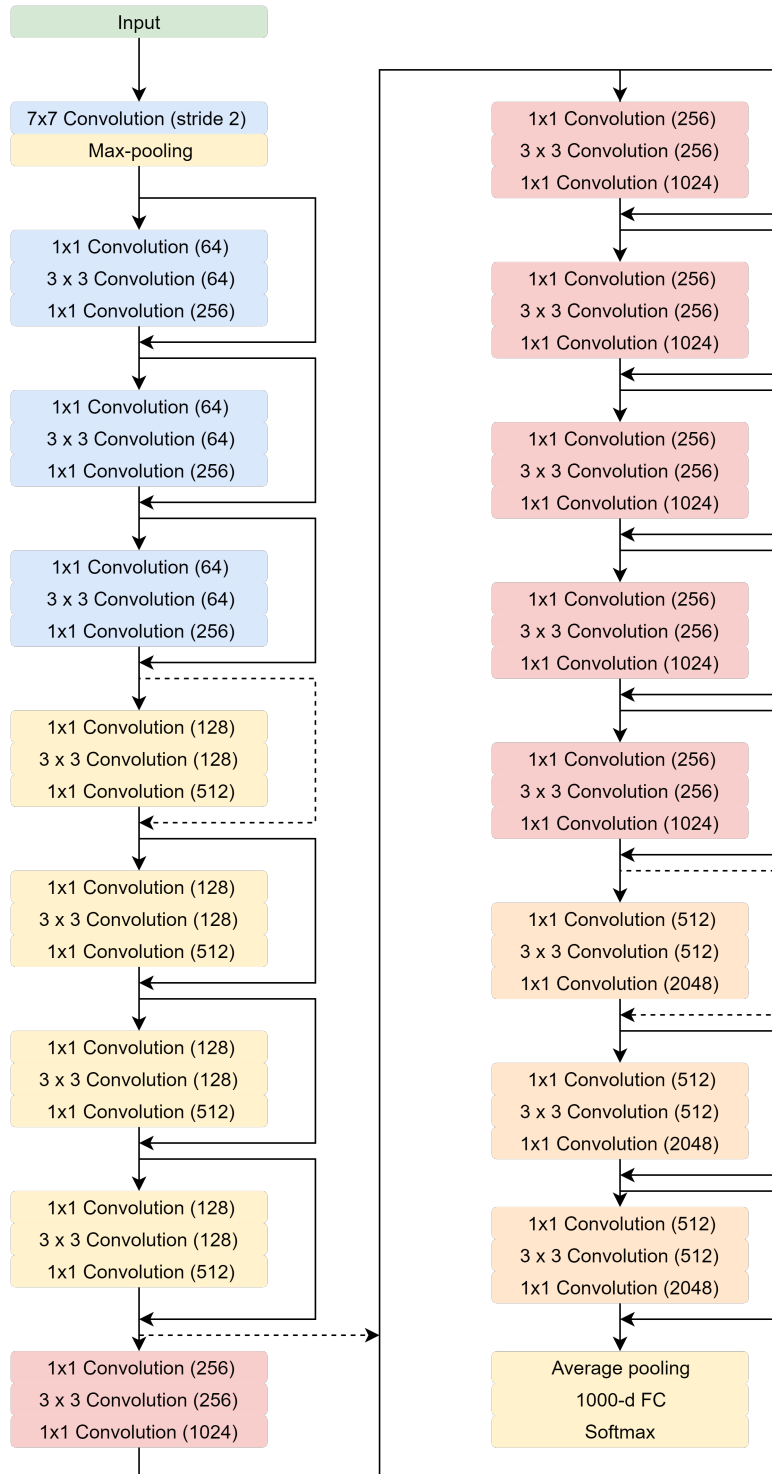 Input
7x7 Convolution (stride 2)
Max-pooling
1x1 Convolution (64)
3 x 3 Convolution (64)
1x1 Convolution (256)
1x1 Convolution (64)
3 x 3 Convolution (64)
1x1 Convolution (256)
1x1 Convolution (64)
3 x 3 Convolution (64)
1x1 Convolution (256)
1x1 Convolution (128)
3 x 3 Convolution (128)
1x1 Convolution (512)
1x1 Convolution (128)
3 x 3 Convolution (128)
1x1 Convolution (512)
1x1 Convolution (128)
3 x 3 Convolution (128)
1x1 Convolution (512)
1x1 Convolution (128)
3 x 3 Convolution (128)
1x1 Convolution (512)
1x1 Convolution (256)
3 x 3 Convolution (256)
1x1 Convolution (1024)
1x1 Convolution (256)
3 x 3 Convolution (256)
1x1 Convolution (1024)
1x1 Convolution (256)
3 x 3 Convolution (256)
1x1 Convolution (1024)
1x1 Convolution (256)
3 x 3 Convolution (256)
1x1 Convolution (1024)
1x1 Convolution (256)
3 x 3 Convolution (256)
1x1 Convolution (1024)
1x1 Convolution (256)
3 x 3 Convolution (256)
1x1 Convolution (1024)
1x1 Convolution (512)
3 x 3 Convolution (512)
1x1 Convolution (2048)
1x1 Convolution (512)
3 x 3 Convolution (512)
1x1 Convolution (2048)
1x1 Convolution (512)
3 x 3 Convolution (512)
1x1 Convolution (2048)
Average pooling
1000-d FC
Softmax